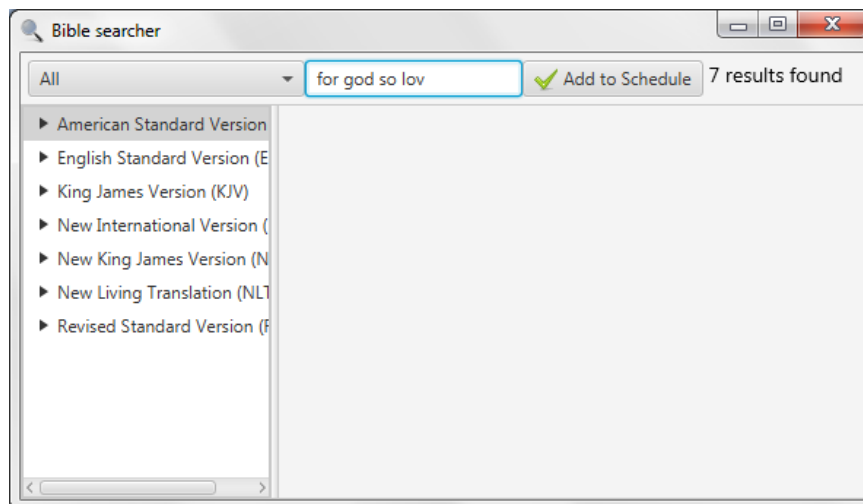 Bible searcher
All for god so lov Add to Schedule 7 results found
American Standard Version
English Standard Version (E
King James Version (KJV)
New International Version (
New King James Version (N
New Living Translation (NLT
Revised Standard Version (